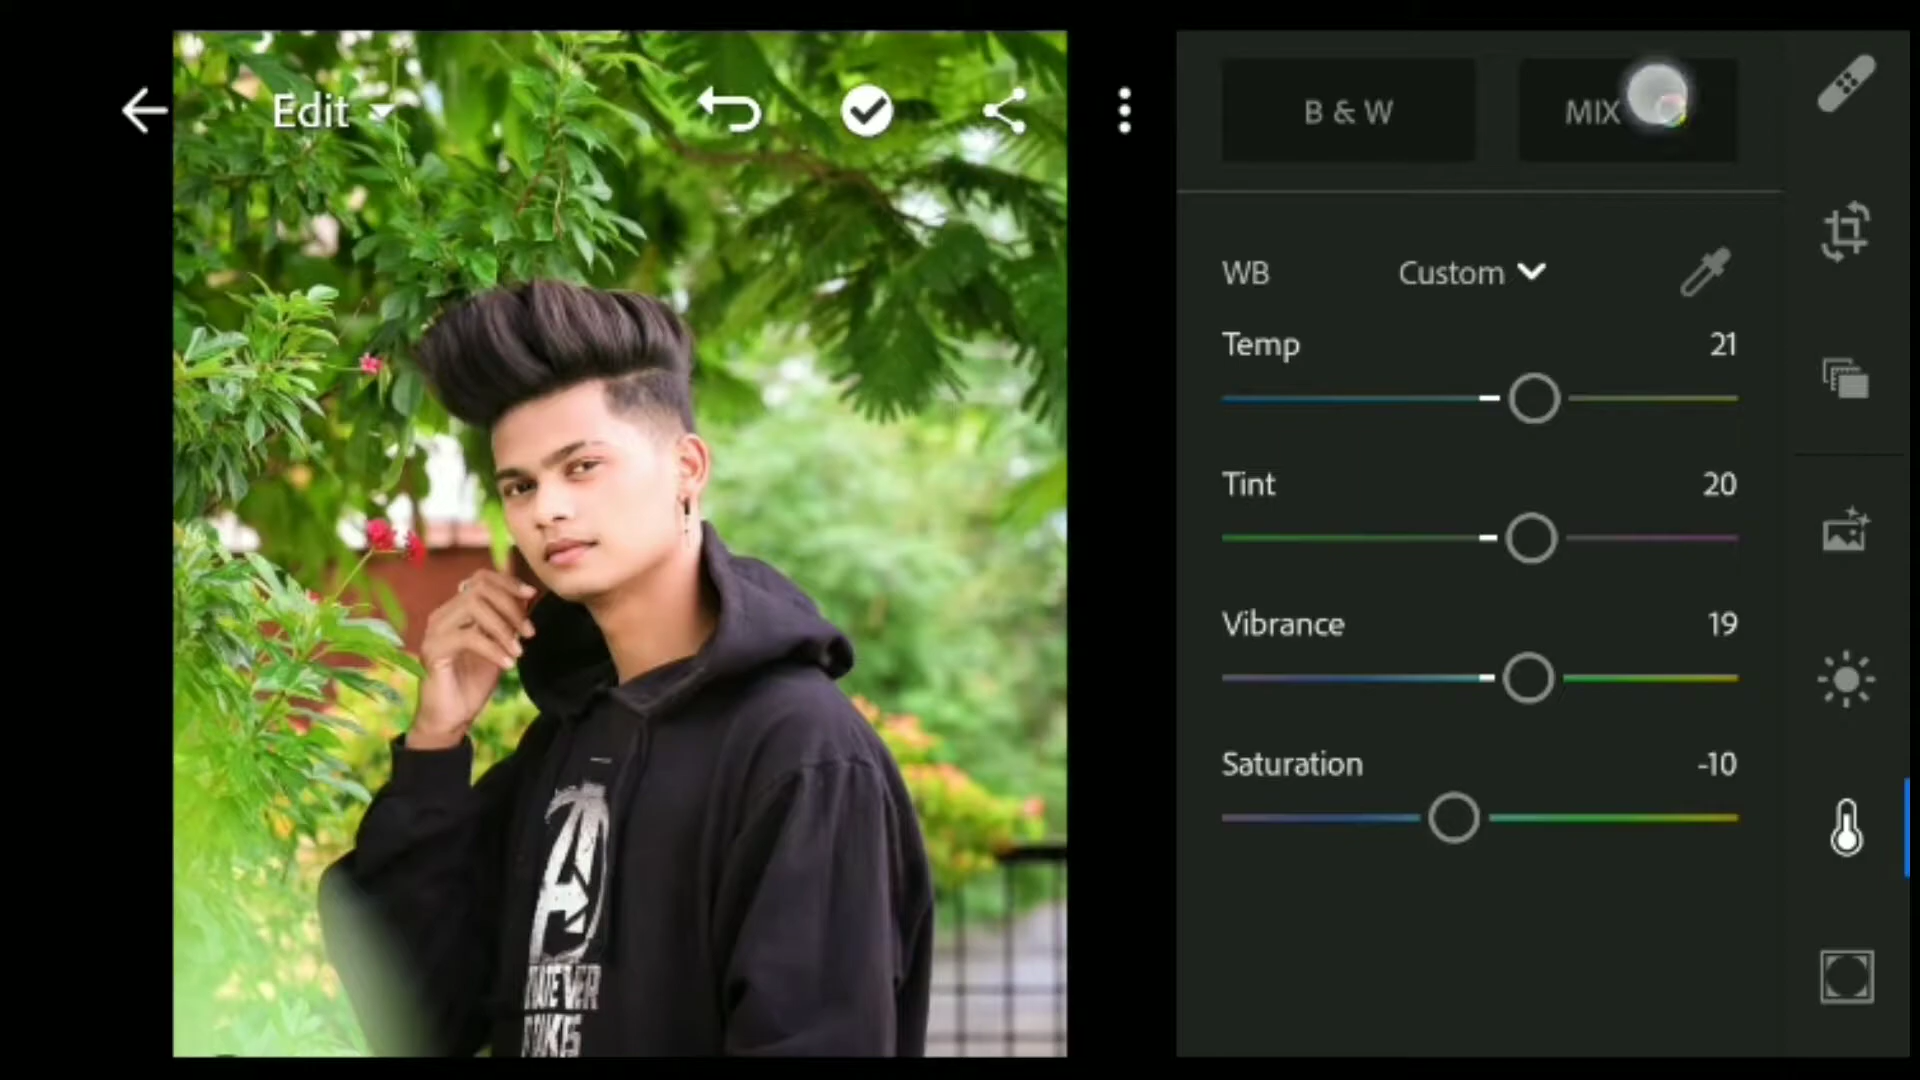 Edit
B & W
MIX
WB
Custom
Temp
21
Tint
20
Vibrance
19
Saturation
-10